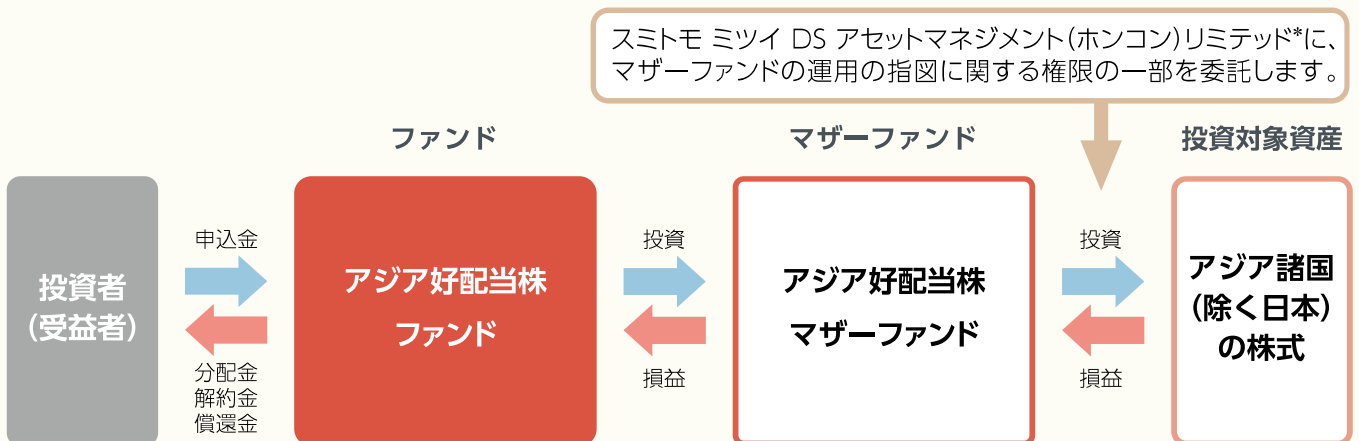 スミトモ ミツイ DS アセットマネジメント(ホンコン)リミテッド*に、
マザーファンドの運用の指図に関する権限の一部を委託します。
ファンド
マザーファンド
投資対象資産
投資者
(受益者)
申込金
分配金
解約金
償還金
アジア好配当株
ファンド
投資
損益
アジア好配当株
マザーファンド
投資
損益
アジア諸国
(除く日本)
の株式